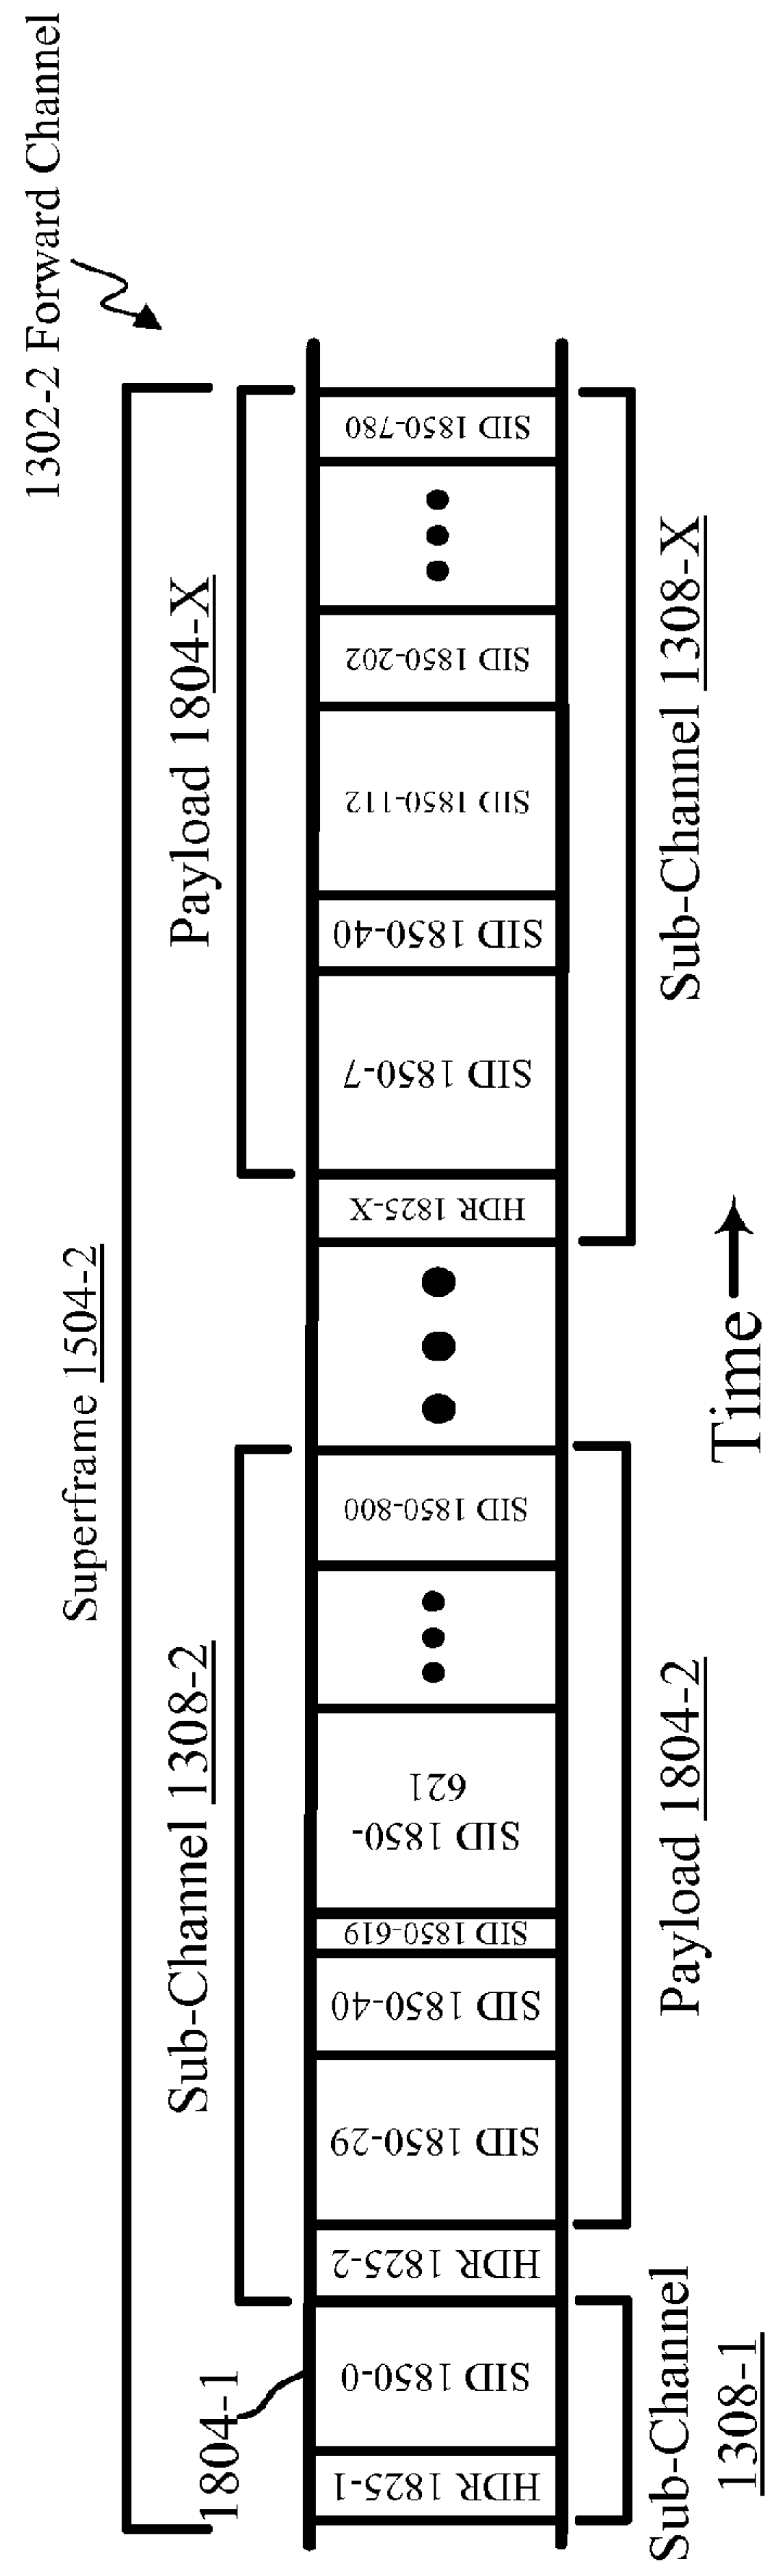 1302-2 Forward Channel
Superframe 1504-2
Sub-Channel 1308-2
Payload 1804-X
1804-1
HDR 1825-1
SID 1850-0
HDR 1825-2
SID 1850-29
SID 1850-40
SID 1850-619
SID 1850-
621
SID 1850-800
HDR 1825-X
SID 1850-7
SID 1850-40
SID 1850-112
SID 1850-202
SID 1850-780
Sub-Channel
1308-1
Payload 1804-2
Sub-Channel 1308-X
Time